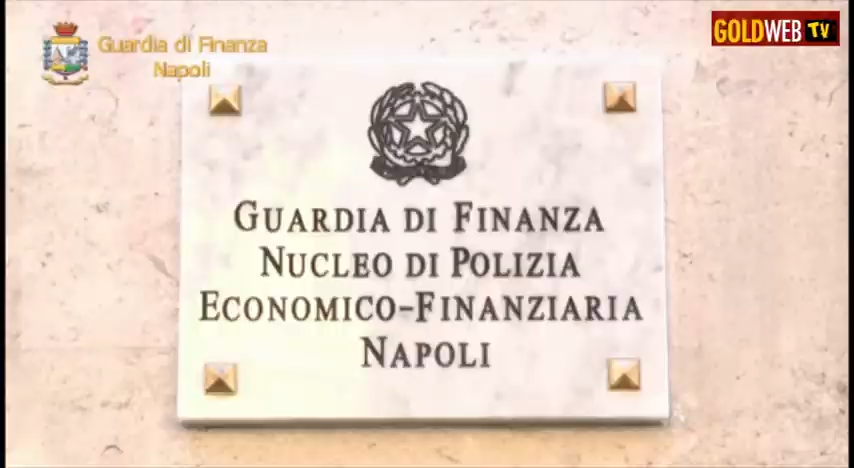 Guardia di Finanza
Napoli
GOLDWEB TV
GUARDIA DI FINANZA
NUCLEO DI POLIZIA
ECONOMICO-FINANZIARIA
NAPOLI